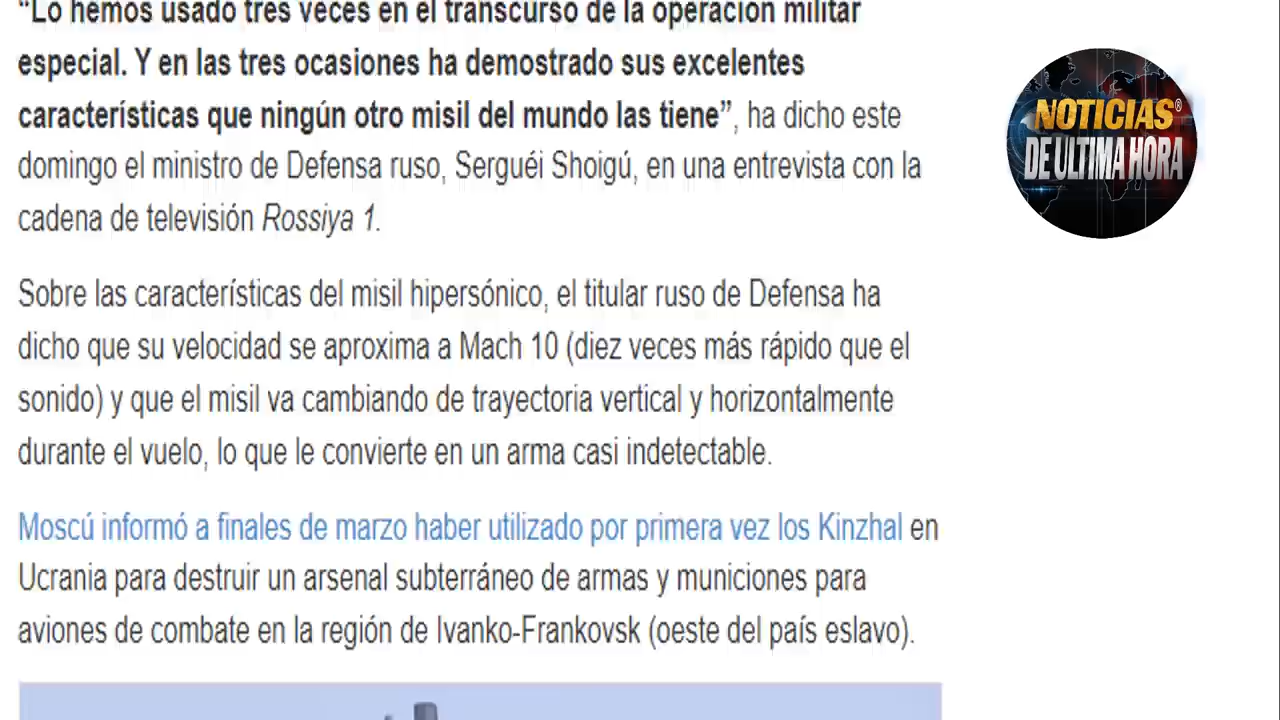 “Lo hemos usado tres veces en el transcurso de la operación militar
especial. Y en las tres ocasiones ha demostrado sus excelentes
características que ningún otro misil del mundo las tiene”, ha dicho este
domingo el ministro de Defensa ruso, Serguéi Shoigú, en una entrevista con la
cadena de televisión Rossiya 1.
Sobre las características del misil hipersónico, el titular ruso de Defensa ha
dicho que su velocidad se aproxima a Mach 10 (diez veces más rápido que el
sonido) y que el misil va cambiando de trayectoria vertical y horizontalmente
durante el vuelo, lo que le convierte en un arma casi indetectable.
Moscú informó a finales de marzo haber utilizado por primera vez los Kinzhal en
Ucrania para destruir un arsenal subterráneo de armas y municiones para
aviones de combate en la región de Ivanko-Frankovsk (oeste del país eslavo).
NOTICIAS®
DE ULTIMA HORA